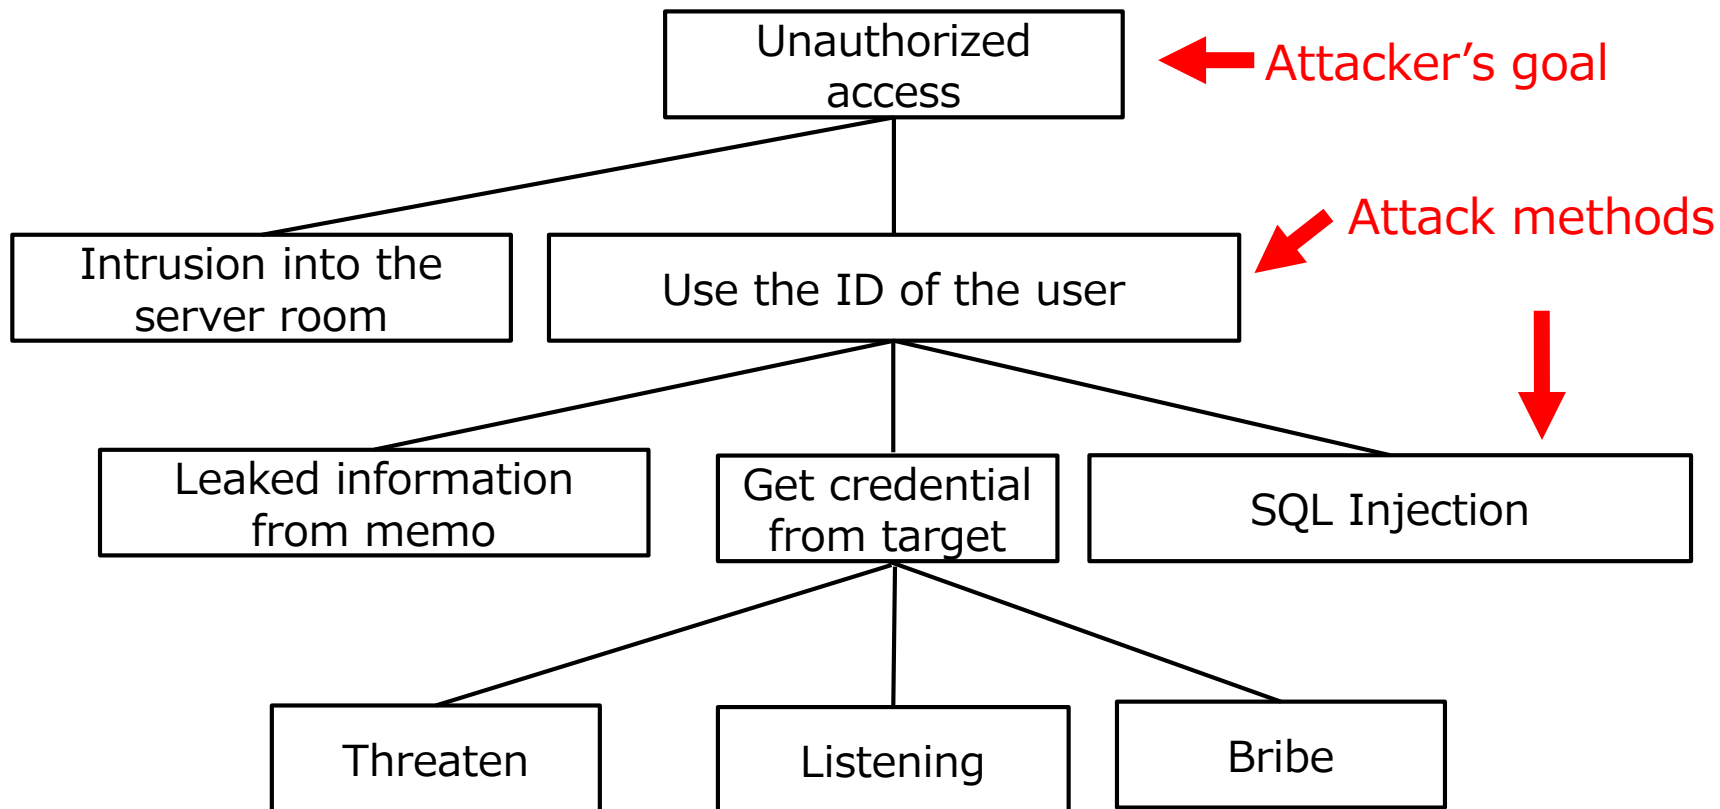 Unauthorized
access
Attacker’s goal
Attack methods
Intrusion into the
server room
Use the ID of the user
Leaked information
from memo
Get credential
from target
SQL Injection
Threaten
Listening
Bribe